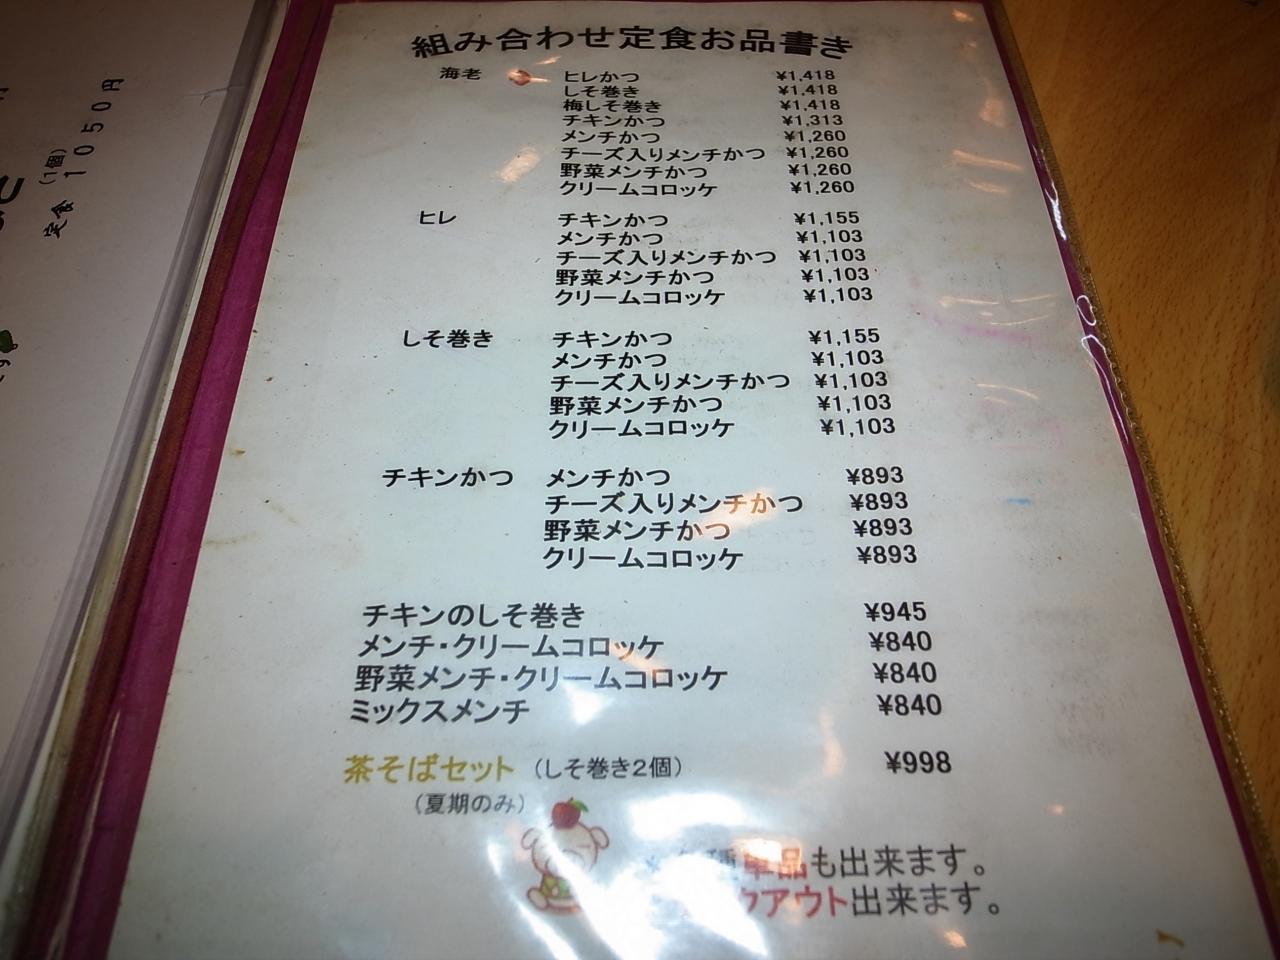 組み合わせ定食お品書き
海老 ヒレかつ ¥1,418
しそ巻き ¥1,418
梅しそ巻き ¥1,418
チキンかつ ¥1,313
メンチかつ ¥1,260
チーズ入りメンチかつ ¥1,260
野菜メンチかつ ¥1,260
クリームコロッケ ¥1,260
ヒレ チキンかつ ¥1,155
メンチかつ ¥1,103
チーズ入りメンチかつ ¥1,103
野菜メンチかつ ¥1,103
クリームコロッケ ¥1,103
しそ巻き チキンかつ ¥1,155
メンチかつ ¥1,103
チーズ入りメンチかつ ¥1,103
野菜メンチかつ ¥1,103
クリームコロッケ ¥1,103
チキンかつ メンチかつ ¥893
チーズ入りメンチかつ ¥893
野菜メンチかつ ¥893
クリームコロッケ ¥893
チキンのしそ巻き ¥945
メンチ・クリームコロッケ ¥840
野菜メンチ・クリームコロッケ ¥840
ミックスメンチ ¥840
茶そばセット (しそ巻き2個) ¥998
(夏期のみ)
単品も出来ます。
クアウト出来ます。
(1個)
定食 1050円